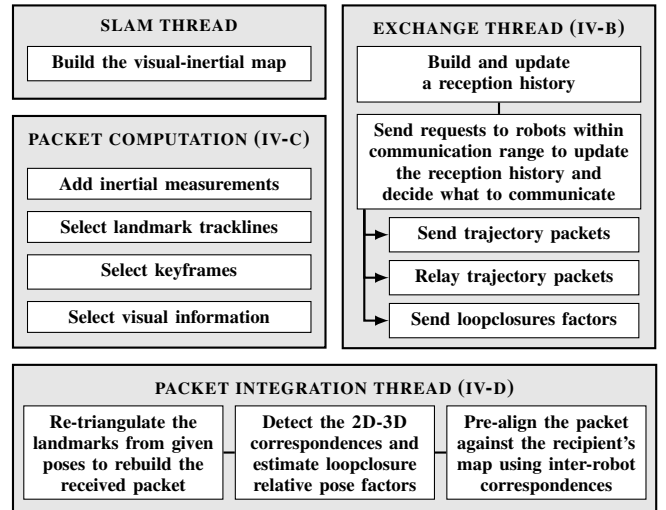 SLAM THREAD
Build the visual-inertial map
PACKET COMPUTATION (IV-C)
Add inertial measurements
Select landmark tracklines
Select keyframes
Select visual information
EXCHANGE THREAD (IV-B)
Build and update
a reception history
Send requests to robots within
communication range to update
the reception history and
decide what to communicate
Send trajectory packets
Relay trajectory packets
Send loopclosures factors
PACKET INTEGRATION THREAD (IV-D)
Re-triangulate the
landmarks from given
poses to rebuild the
received packet
Detect the 2D-3D
correspondences and
estimate loopclosure
relative pose factors
Pre-align the packet
against the recipient's
map using inter-robot
correspondences